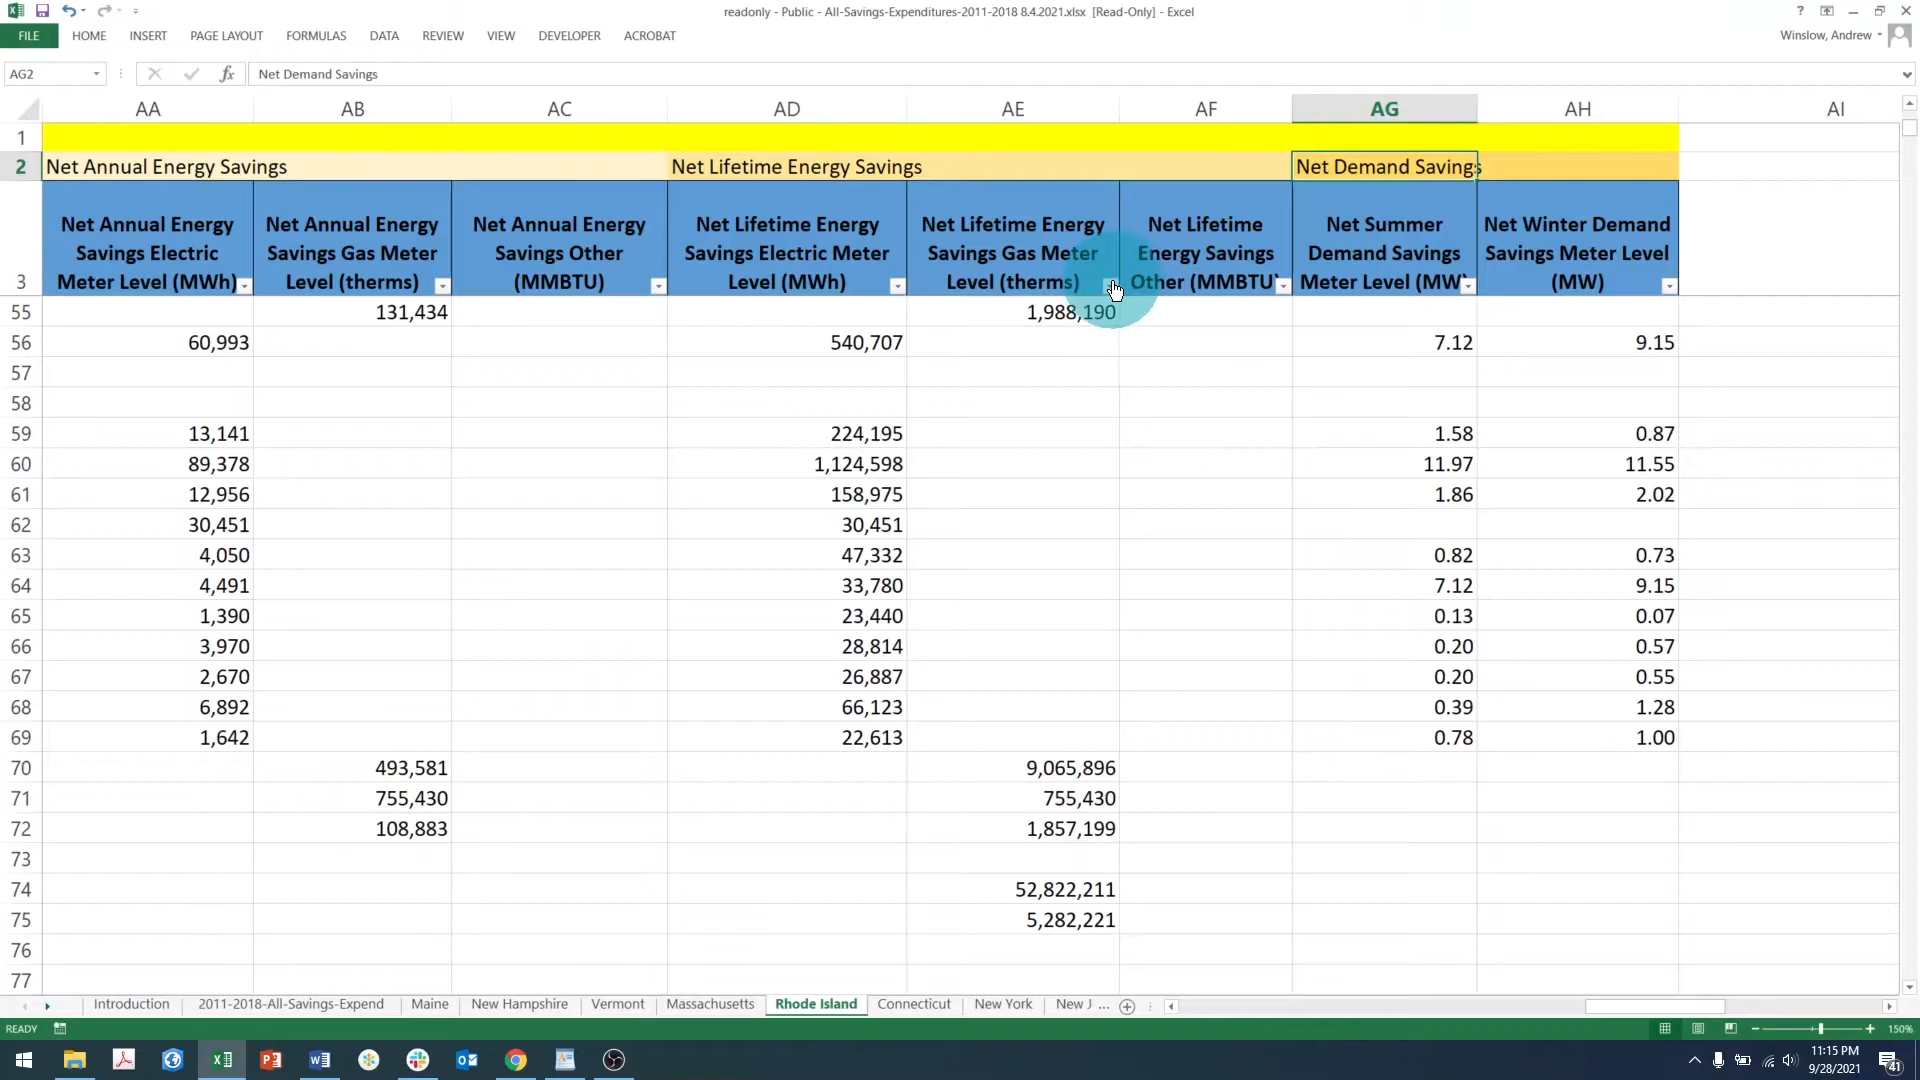 readonly - Public - All-Savings-Expenditures-2011-2018 8.4.2021.xlsx [Read-Only] - Excel
FILE HOME INSERT PAGE LAYOUT FORMULAS DATA REVIEW VIEW DEVELOPER ACROBAT Winslow, Andrew
AG2 fx Net Demand Savings
AA AB AC AD AE AF AG AH AI
1
2 Net Annual Energy Savings Net Lifetime Energy Savings Net Demand Savings
Net Annual Energy Net Annual Energy Net Annual Energy Net Lifetime Energy Net Lifetime Energy Net Lifetime Net Summer Net Winter Demand
Savings Electric Savings Gas Meter Savings Other Savings Electric Meter Savings Gas Meter Energy Savings Demand Savings Savings Meter Level
3 Meter Level (MWh) Level (therms) (MMBTU) Level (MWh) Level (therms) Other (MMBTU Meter Level (MW (MW)
55 131,434 1,988,190
56 60,993 540,707 7.12 9.15
57
58
59 13,141 224,195 1.58 0.87
60 89,378 1,124,598 11.97 11.55
61 12,956 158,975 1.86 2.02
62 30,451 30,451
63 4,050 47,332 0.82 0.73
64 4,491 33,780 7.12 9.15
65 1,390 23,440 0.13 0.07
66 3,970 28,814 0.20 0.57
67 2,670 26,887 0.20 0.55
68 6,892 66,123 0.39 1.28
69 1,642 22,613 0.78 1.00
70 493,581 9,065,896
71 755,430 755,430
72 108,883 1,857,199
73
74 52,822,211
75 5,282,221
76
77
Introduction 2011-2018-All-Savings-Expend Maine New Hampshire Vermont Massachusetts Rhode Island Connecticut New York New J ...
READY 150%
11:15 PM
9/28/2021
41